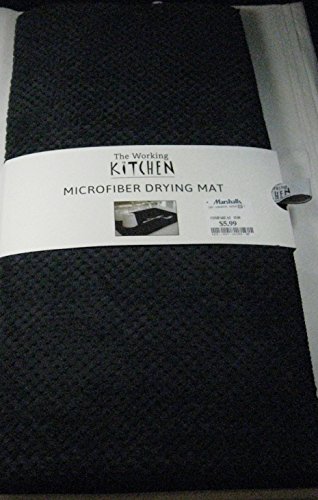 The Working
KITCHEN
MICROFIBER DRYING MAT
Marshalls
$5.99